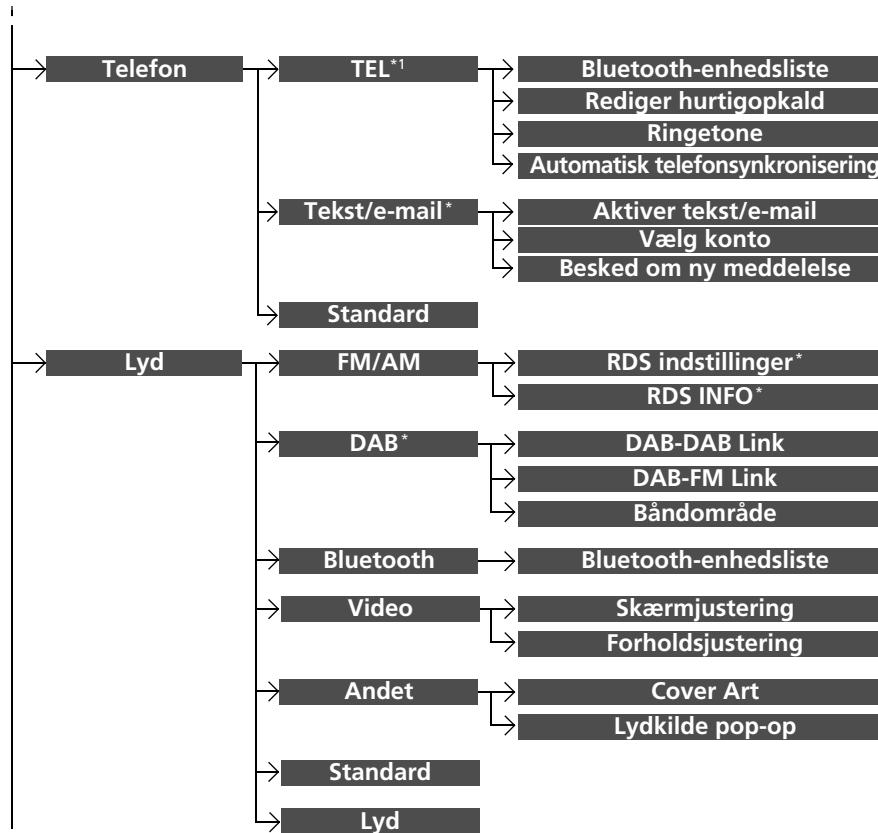 Telefon
TEL*1
Bluetooth-enhedsliste
Rediger hurtigopkald
Ringetone
Automatisk telefonsynkronisering
Tekst/e-mail*
Aktiver tekst/e-mail
Vælg konto
Besked om ny meddelelse
Standard
Lyd
FM/AM
RDS indstillinger*
RDS INFO*
DAB*
DAB-DAB Link
DAB-FM Link
Båndområde
Bluetooth
Bluetooth-enhedsliste
Video
Skærmjustering
Forholdsjustering
Andet
Cover Art
Lydkilde pop-op
Standard
Lyd